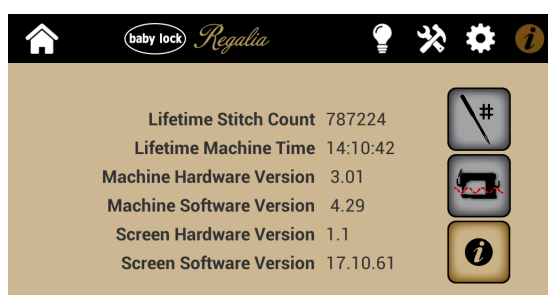 baby lock Regalia
i
#
Lifetime Stitch Count 787224
Lifetime Machine Time 14:10:42
Machine Hardware Version 3.01
Machine Software Version 4.29
Screen Hardware Version 1.1
Screen Software Version 17.10.61
i